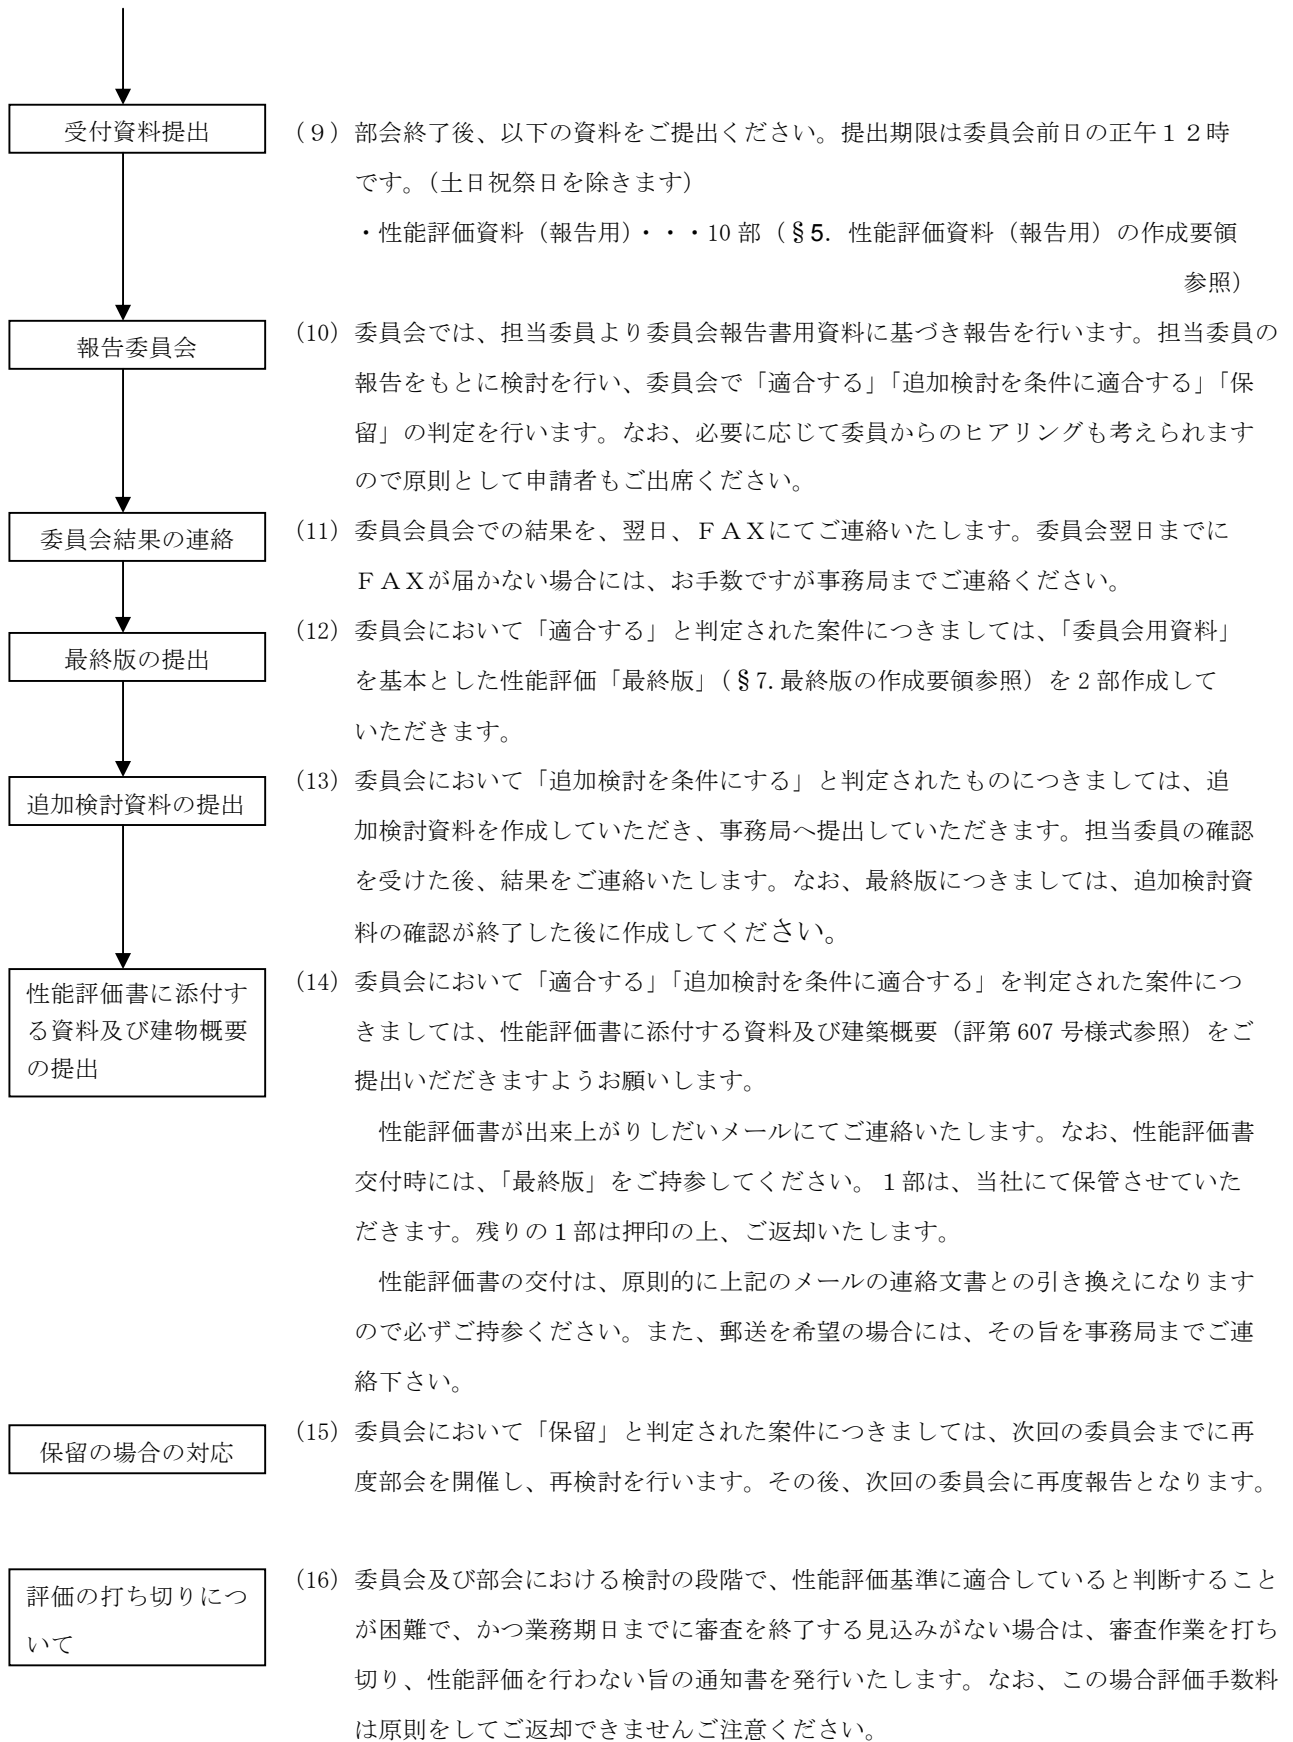 受付資料提出
（９）部会終了後、以下の資料をご提出ください。提出期限は委員会前日の正午１２時
です。（土日祝祭日を除きます）
・性能評価資料（報告用）・・・10 部（§5．性能評価資料（報告用）の作成要領
参照）
報告委員会
（10）委員会では、担当委員より委員会報告書用資料に基づき報告を行います。担当委員の
報告をもとに検討を行い、委員会で「適合する」「追加検討を条件に適合する」「保
留」の判定を行います。なお、必要に応じて委員からのヒアリングも考えられます
ので原則として申請者もご出席ください。
委員会結果の連絡
（11）委員会員会での結果を、翌日、ＦＡＸにてご連絡いたします。委員会翌日までに
ＦＡＸが届かない場合には、お手数ですが事務局までご連絡ください。
最終版の提出
（12）委員会において「適合する」と判定された案件につきましては、「委員会用資料」
を基本とした性能評価「最終版」（§7.最終版の作成要領参照）を 2 部作成して
いただきます。
追加検討資料の提出
（13）委員会において「追加検討を条件にする」と判定されたものにつきましては、追
加検討資料を作成していただき、事務局へ提出していただきます。担当委員の確認
を受けた後、結果をご連絡いたします。なお、最終版につきましては、追加検討資
料の確認が終了した後に作成してください。
性能評価書に添付す
る資料及び建物概要
の提出
（14）委員会において「適合する」「追加検討を条件に適合する」を判定された案件につ
きましては、性能評価書に添付する資料及び建築概要（評第 607 号様式参照）をご
提出いだだきますようお願いします。
性能評価書が出来上がりしだいメールにてご連絡いたします。なお、性能評価書
交付時には、「最終版」をご持参してください。１部は、当社にて保管させていた
だきます。残りの１部は押印の上、ご返却いたします。
性能評価書の交付は、原則的に上記のメールの連絡文書との引き換えになります
ので必ずご持参ください。また、郵送を希望の場合には、その旨を事務局までご連
絡下さい。
保留の場合の対応
（15）委員会において「保留」と判定された案件につきましては、次回の委員会までに再
度部会を開催し、再検討を行います。その後、次回の委員会に再度報告となります。
評価の打ち切りにつ
いて
（16）委員会及び部会における検討の段階で、性能評価基準に適合していると判断すること
が困難で、かつ業務期日までに審査を終了する見込みがない場合は、審査作業を打ち
切り、性能評価を行わない旨の通知書を発行いたします。なお、この場合評価手数料
は原則をしてご返却できませんご注意ください。